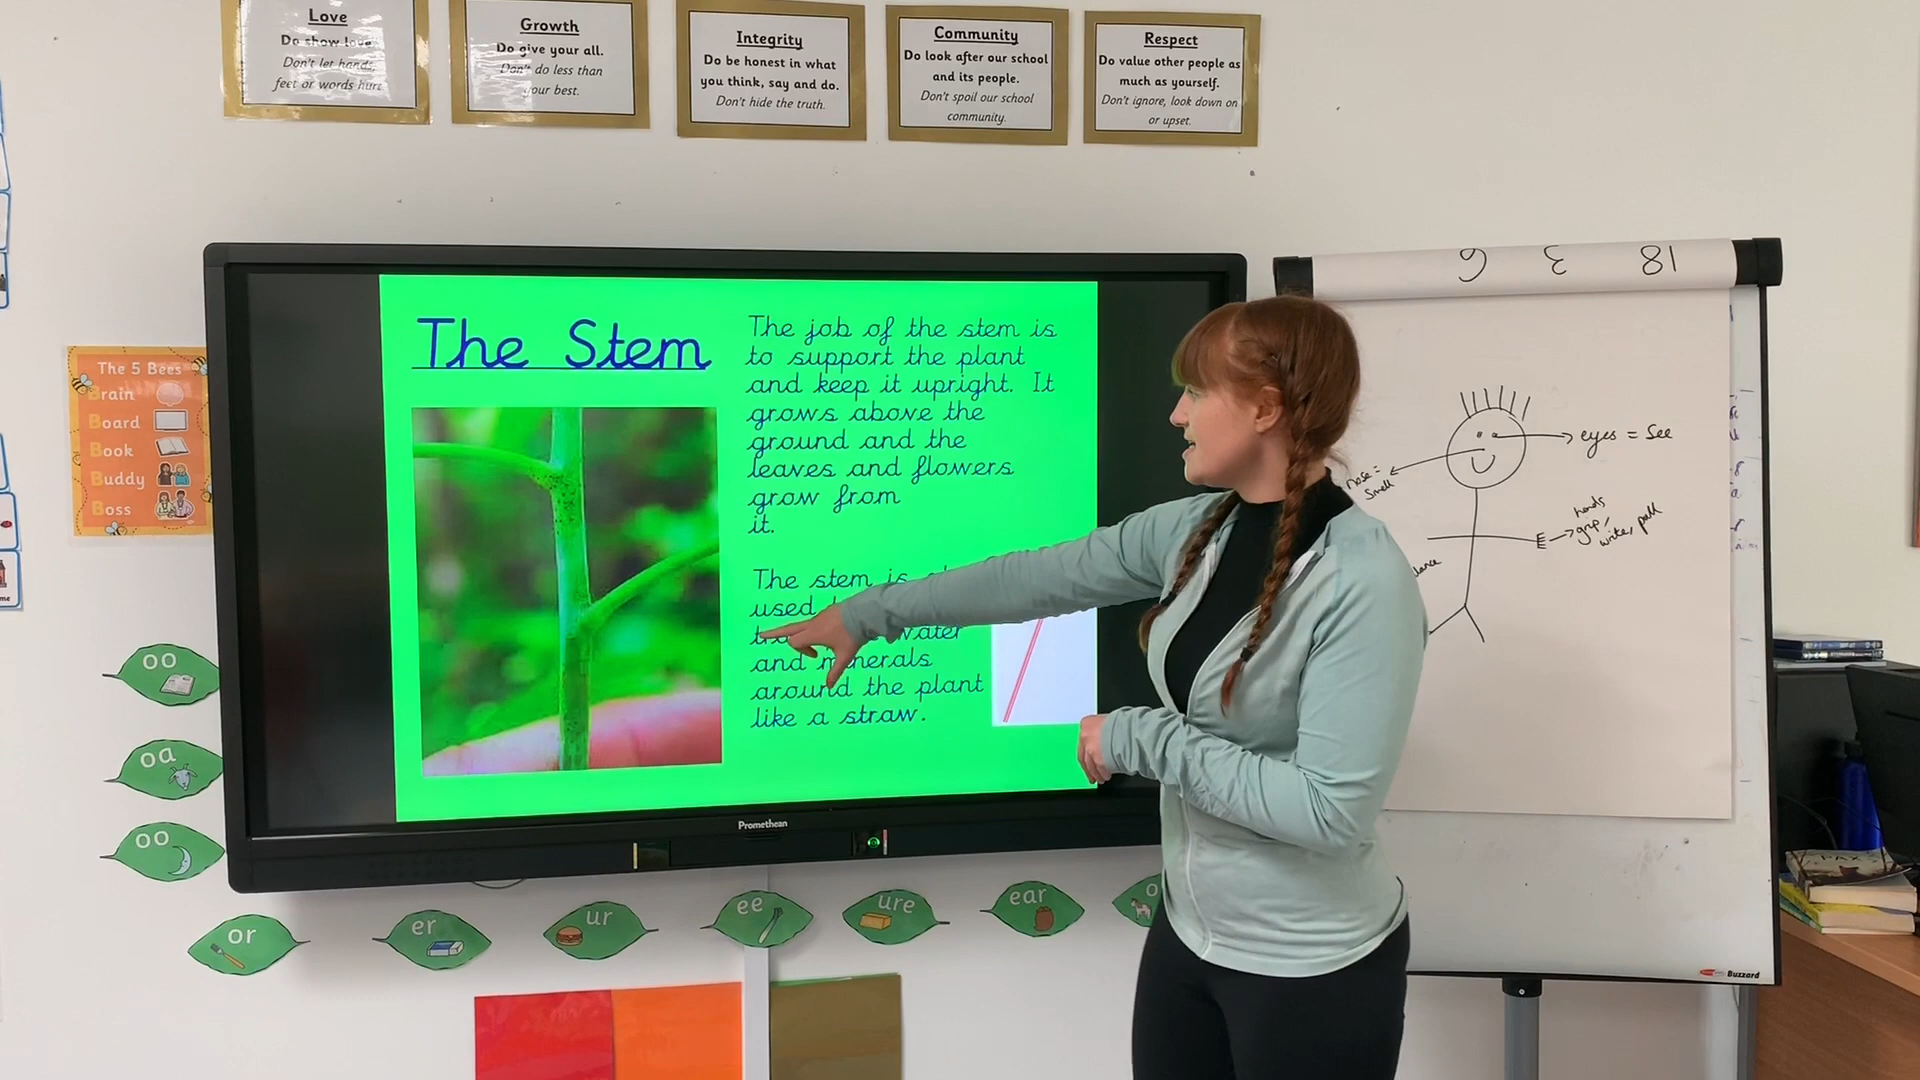 Love
Do show love.
Don't let hands,
feet or words hurt.
Growth
Do give your all.
Don't do less than
your best.
Integrity
Do be honest in what
you think, say and do.
Don't hide the truth.
Community
Do look after our school
and its people.
Don't spoil our school
community.
Respect
Do value other people as
much as yourself.
Don't ignore, look down on
or upset.
The 5 Bees
Brain
Board
Book
Buddy
Boss
The Stem
The job of the stem is
to support the plant
and keep it upright. It
grows above the
ground and the
leaves and flowers
grow from
it.
The stem is
used
water
and minerals
around the plant
like a straw.
Promethean
6 3 18
eyes = see
nose =
smell
hands
grip,
write, pull
oo
oa
oo
or
er
ur
ee
ure
ear
PAX
Buzzard
me